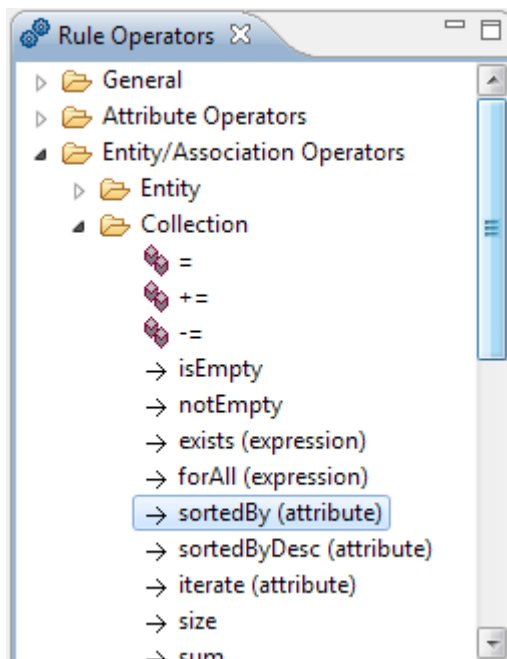 Rule Operators
General
Attribute Operators
Entity/Association Operators
Entity
Collection
=
+=
-=
→ isEmpty
→ notEmpty
→ exists (expression)
→ forAll (expression)
→ sortedBy (attribute)
→ sortedByDesc (attribute)
→ iterate (attribute)
→ size
→ sum